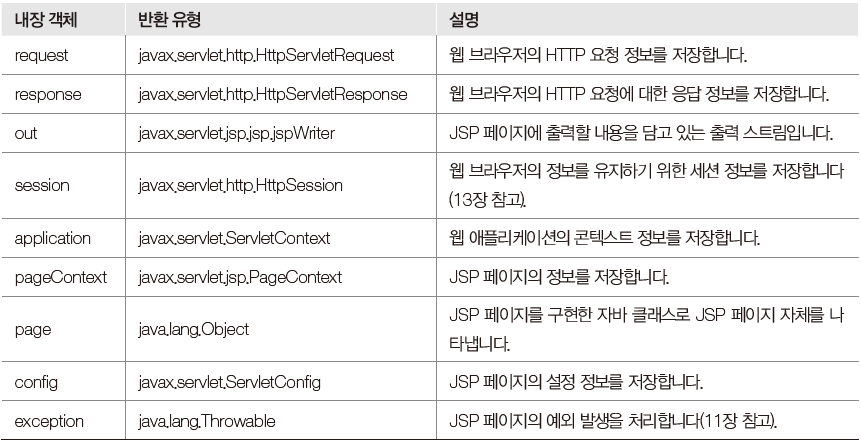 내장 객체 반환 유형 설명
request javax.servlet.http.HttpServletRequest 웹 브라우저의 HTTP 요청 정보를 저장합니다.
response javax.servlet.http.HttpServletResponse 웹 브라우저의 HTTP 요청에 대한 응답 정보를 저장합니다.
out javax.servlet.jsp.jsp.jspWriter JSP 페이지에 출력할 내용을 담고 있는 출력 스트림입니다.
session javax.servlet.http.HttpSession 웹 브라우저의 정보를 유지하기 위한 세션 정보를 저장합니다
(13장 참고).
application javax.servlet.ServletContext 웹 애플리케이션의 콘텍스트 정보를 저장합니다.
pageContext javax.servlet.jsp.PageContext JSP 페이지의 정보를 저장합니다.
page java.lang.Object JSP 페이지를 구현한 자바 클래스로 JSP 페이지 자체를 나
타냅니다.
config javax.servlet.ServletConfig JSP 페이지의 설정 정보를 저장합니다.
exception java.lang.Throwable JSP 페이지의 예외 발생을 처리합니다(11장 참고).